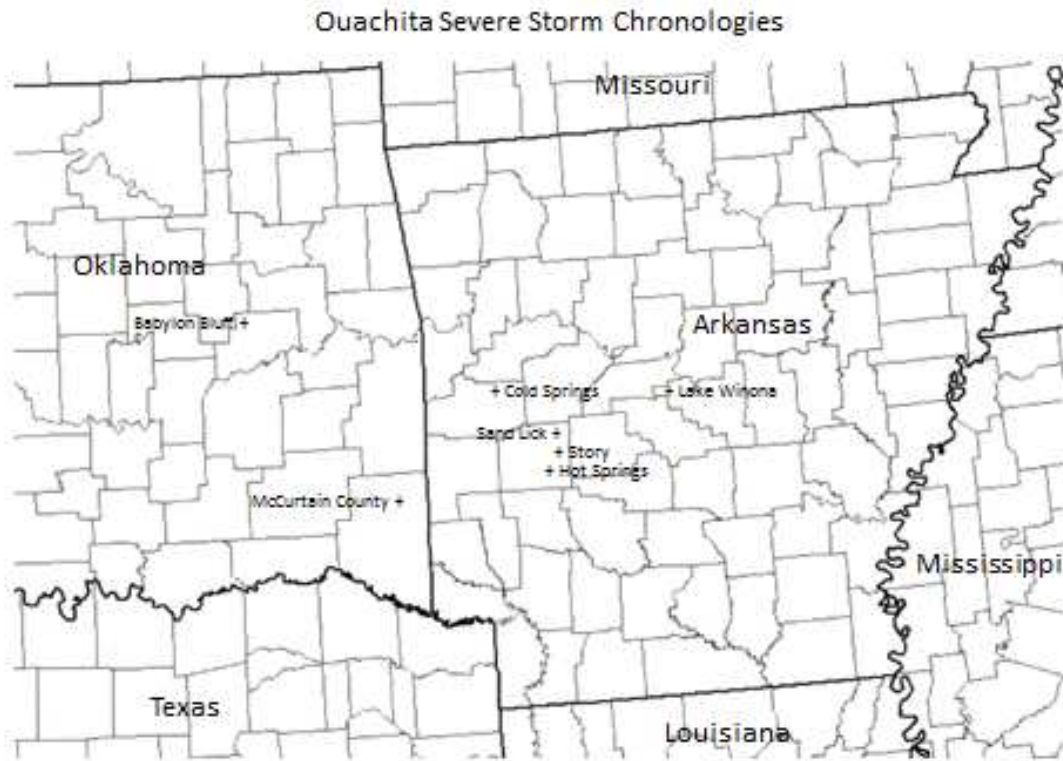 Ouachita Severe Storm Chronologies
Missouri
Oklahoma
Babylon Bluff
Arkansas
Cold Springs
Lake Winona
Sand Lick
Story
Hot Springs
McCurtain County
Mississippi
Texas
Louisiana